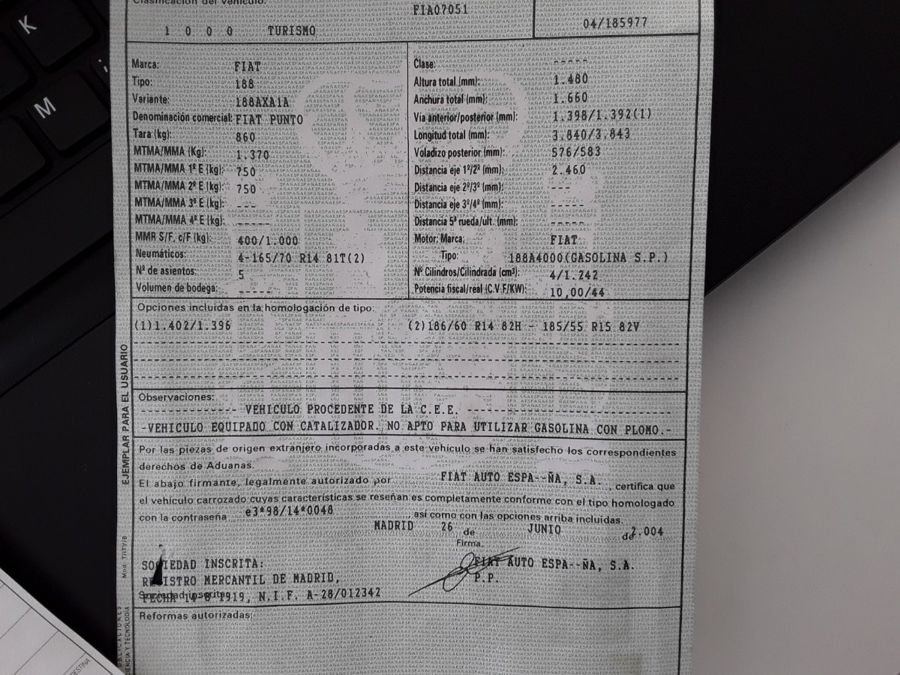 Clasificación del vehículo:
FIA07051
1 0 0 0 TURISMO
04/185977
Marca: FIAT
Tipo: 188
Variante: 188AXA1A
Denominación comercial: FIAT PUNTO
Tara (kg): 860
MTMA/MMA (Kg): 1.370
MTMA/MMA 1º E (kg): 750
MTMA/MMA 2º E (kg) 750
MTMA/MMA 3º E (kg) ----
MTMA/MMA 4º E (kg): ----
MMR S/F, c/F (kg): 400/1.000
Neumáticos: 4-165/70 R14 81T(2)
Nº de asientos: 5
Volumen de bodega: ----
Clase: -----
Altura total (mm): 1.480
Anchura total (mm): 1.660
Vía anterior/posterior (mm): 1.398/1.392(1)
Longitud total (mm): 3.840/3.843
Voladizo posterior (mm): 576/583
Distancia eje 1º/2º (mm): 2.460
Distancia eje 2º/3º (mm): ---
Distancia eje 3º/4º (mm): -----
Distancia 5ª rueda/ult. (mm): -----
Motor: Marca: FIAT
Tipo: 188A4000(GASOLINA S.P.)
Nº Cilindros/Cilindrada (cm³) 4/1.242
Potencia fiscal/real (C.V.F/KW): 10,00/44
Opciones incluidas en la homologación de tipo:
(1)1.402/1.396 (2)186/60 R14 82H - 185/55 R15 82V
Observaciones:
VEHICULO PROCEDENTE DE LA C.E.E.
-VEHICULO EQUIPADO CON CATALIZADOR. NO APTO PARA UTILIZAR GASOLINA CON PLOMO.-
Por las piezas de origen extranjero incorporadas a este vehículo se han satisfecho los correspondientes
derechos de Aduanas.
El abajo firmante, legalmente autorizado por FIAT AUTO ESPA--ÑA, S.A. , certifica que
el vehículo carrozado cuyas características se reseñan es completamente conforme con el tipo homologado
con la contraseña e3*98/14*0048 , así como con las opciones arriba incluidas.
MADRID 26 de JUNIO de 2.004
Firma
SOCIEDAD INSCRITA: FIAT AUTO ESPA--ÑA, S.A.
REGISTRO MERCANTIL DE MADRID, P.P.
FECHA 14 6 1919, N.I.F. A-28/012342
Sociedad inscrita
Reformas autorizadas:
EJEMPLAR PARA EL USUARIO
K
M